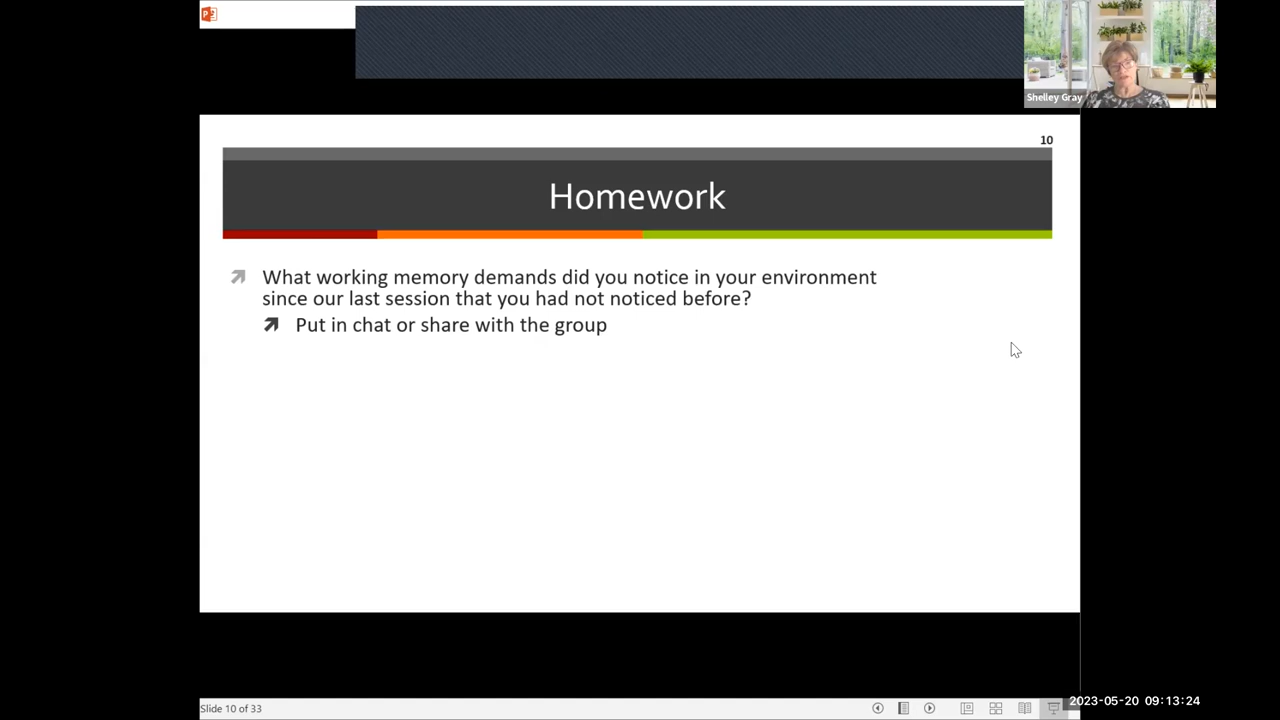 Shelley Gray
10
Homework
What working memory demands did you notice in your environment
since our last session that you had not noticed before?
Put in chat or share with the group
Slide 10 of 33
2023-05-20 09:13:24